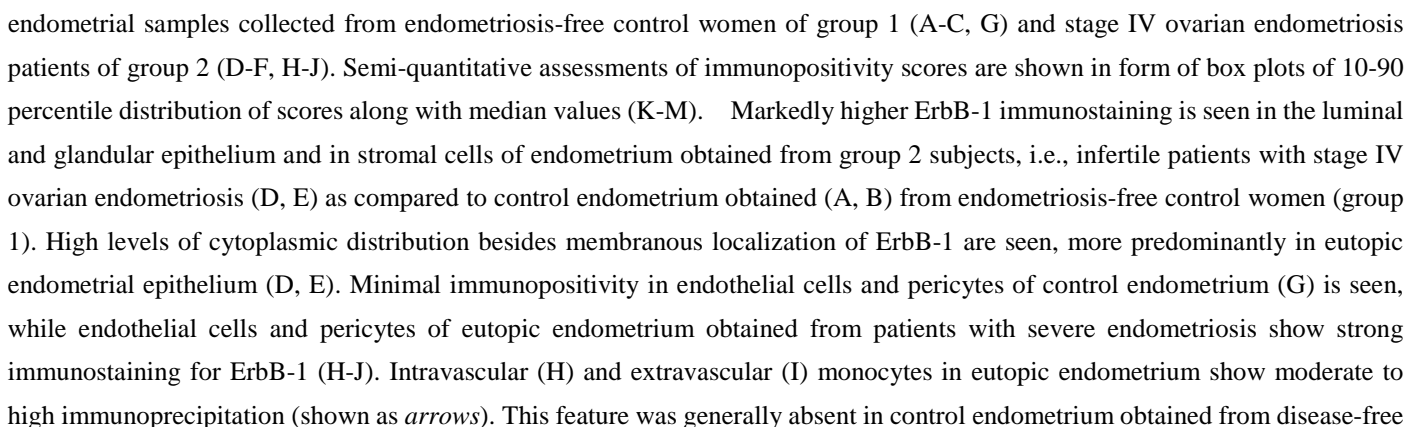 endometrial samples collected from endometriosis-free control women of group 1 (A-C, G) and stage IV ovarian endometriosis
patients of group 2 (D-F, H-J). Semi-quantitative assessments of immunopositivity scores are shown in form of box plots of 10-90
percentile distribution of scores along with median values (K-M). Markedly higher ErbB-1 immunostaining is seen in the luminal
and glandular epithelium and in stromal cells of endometrium obtained from group 2 subjects, i.e., infertile patients with stage IV
ovarian endometriosis (D, E) as compared to control endometrium obtained (A, B) from endometriosis-free control women (group
1). High levels of cytoplasmic distribution besides membranous localization of ErbB-1 are seen, more predominantly in eutopic
endometrial epithelium (D, E). Minimal immunopositivity in endothelial cells and pericytes of control endometrium (G) is seen,
while endothelial cells and pericytes of eutopic endometrium obtained from patients with severe endometriosis show strong
immunostaining for ErbB-1 (H-J). Intravascular (H) and extravascular (I) monocytes in eutopic endometrium show moderate to
high immunoprecipitation (shown as arrows). This feature was generally absent in control endometrium obtained from disease-free